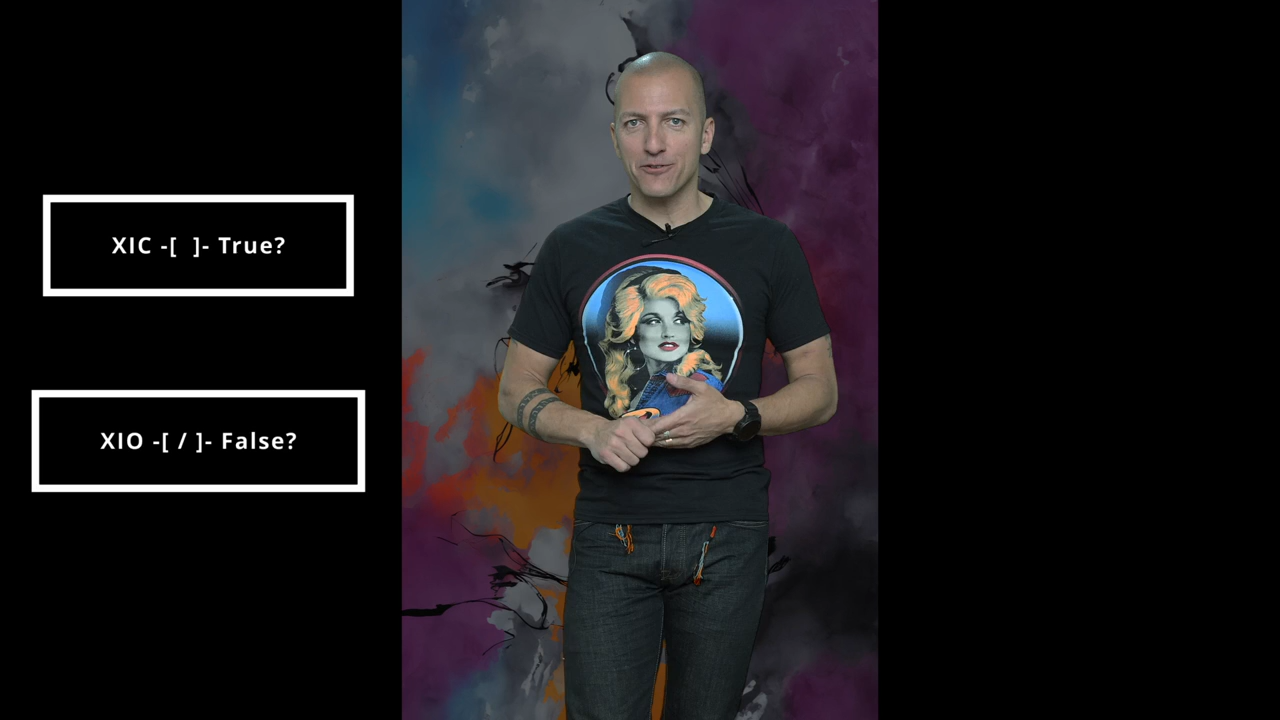 XIC -[  ]- True?
XIO -[ / ]- False?